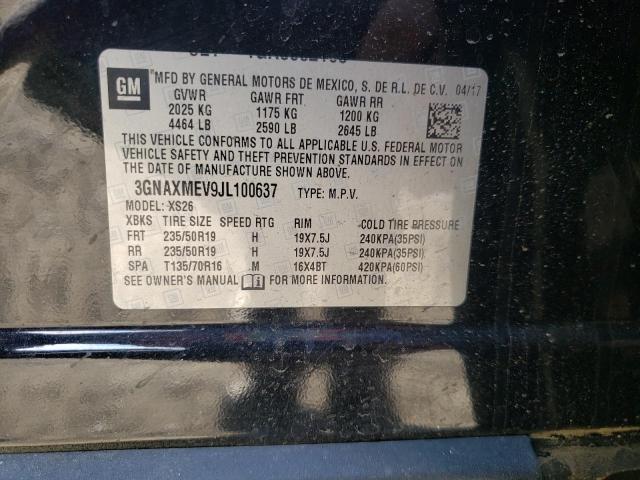 GM
MFD BY GENERAL MOTORS DE MEXICO, S. DE R.L. DE C.V. 04/17
GVWR GAWR FRT GAWR RR
2025 KG 1175 KG 1200 KG
4464 LB 2590 LB 2645 LB
THIS VEHICLE CONFORMS TO ALL APPLICABLE U.S. FEDERAL MOTOR
VEHICLE SAFETY AND THEFT PREVENTION STANDARDS IN EFFECT ON
THE DATE OF MANUFACTURE SHOWN ABOVE.
3GNAXMEV9JL100637 TYPE: M.P.V.
MODEL: XS26
XBKS TIRE SIZE SPEED RTG RIM COLD TIRE PRESSURE
FRT 235/50R19 H 19X7.5J 240KPA(35PSI)
RR 235/50R19 H 19X7.5J 240KPA(35PSI)
SPA T135/70R16 M 16X4BT 420KPA(60PSI)
SEE OWNER'S MANUAL FOR MORE INFORMATION.